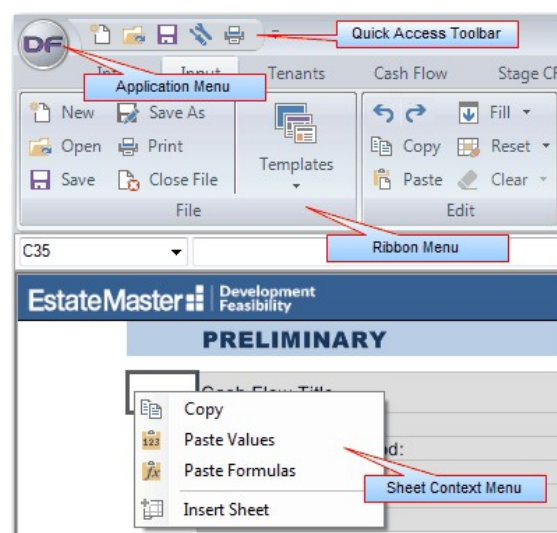 DF
Quick Access Toolbar
Input
Tenants
Cash Flow
Application Menu
New
Save As
Fill
Open
Print
Templates
Copy
Reset
Save
Close File
Paste
Clear
File
Edit
C35
Ribbon Menu
EstateMaster
Development
Feasibility
PRELIMINARY
Cash Flow Title
Copy
Paste Values
Paste Formulas
Sheet Context Menu
Insert Sheet